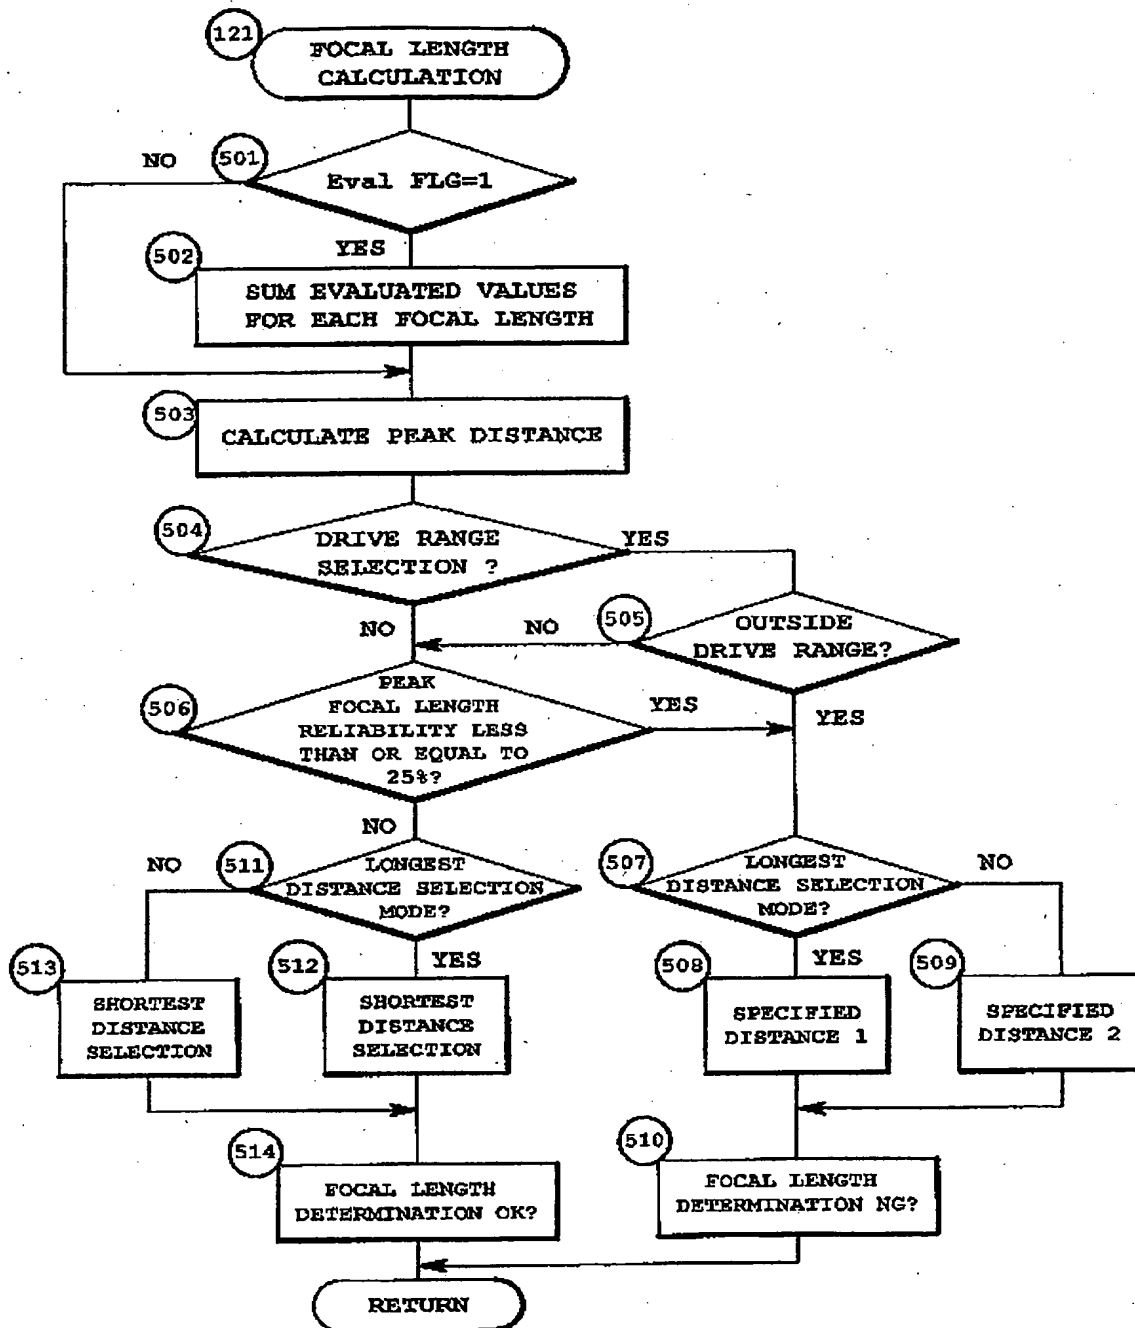 121
FOCAL LENGTH
CALCULATION
NO
501
Eval FLG=1
YES
502
SUM EVALUATED VALUES
FOR EACH FOCAL LENGTH
503
CALCULATE PEAK DISTANCE
504
DRIVE RANGE
SELECTION ?
YES
NO
NO
505
OUTSIDE
DRIVE RANGE?
YES
506
PEAK
FOCAL LENGTH
RELIABILITY LESS
THAN OR EQUAL TO
25%?
YES
NO
NO
511
LONGEST
DISTANCE SELECTION
MODE?
YES
507
LONGEST
DISTANCE SELECTION
MODE?
NO
YES
513
SHORTEST
DISTANCE
SELECTION
512
SHORTEST
DISTANCE
SELECTION
508
SPECIFIED
DISTANCE 1
509
SPECIFIED
DISTANCE 2
514
FOCAL LENGTH
DETERMINATION OK?
510
FOCAL LENGTH
DETERMINATION NG?
RETURN